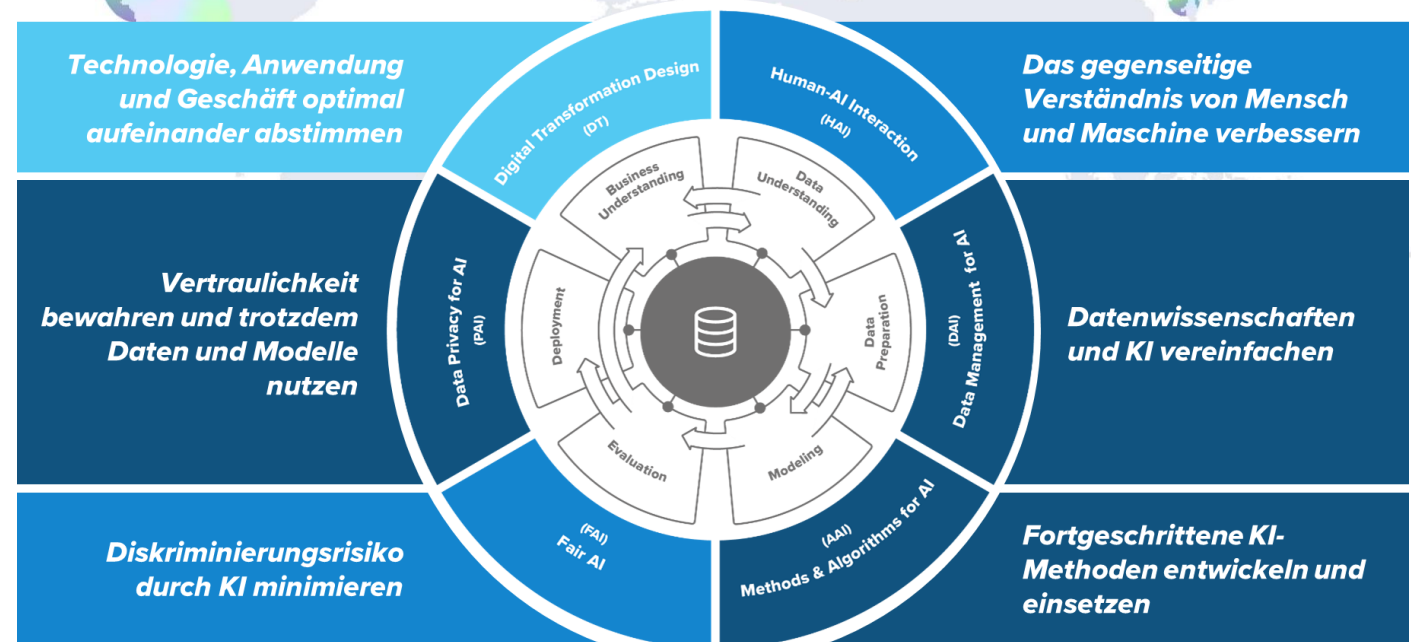 Technologie, Anwendung
und Geschäft optimal
aufeinander abstimmen
Digital Transformation Design
(DT)
Human-AI Interaction
(HAI)
Das gegenseitige
Verständnis von Mensch
und Maschine verbessern
Business
Understanding
Data
Understanding
Vertraulichkeit
bewahren und trotzdem
Daten und Modelle
nutzen
Data Privacy for AI
(PAI)
Deployment
Data
Preparation
(DAI)
Data Management for AI
Datenwissenschaften
und KI vereinfachen
Evaluation
Modeling
Diskriminierungsrisiko
durch KI minimieren
(FAI)
Fair AI
(AAI)
Methods & Algorithms for AI
Fortgeschrittene KI-
Methoden entwickeln und
einsetzen